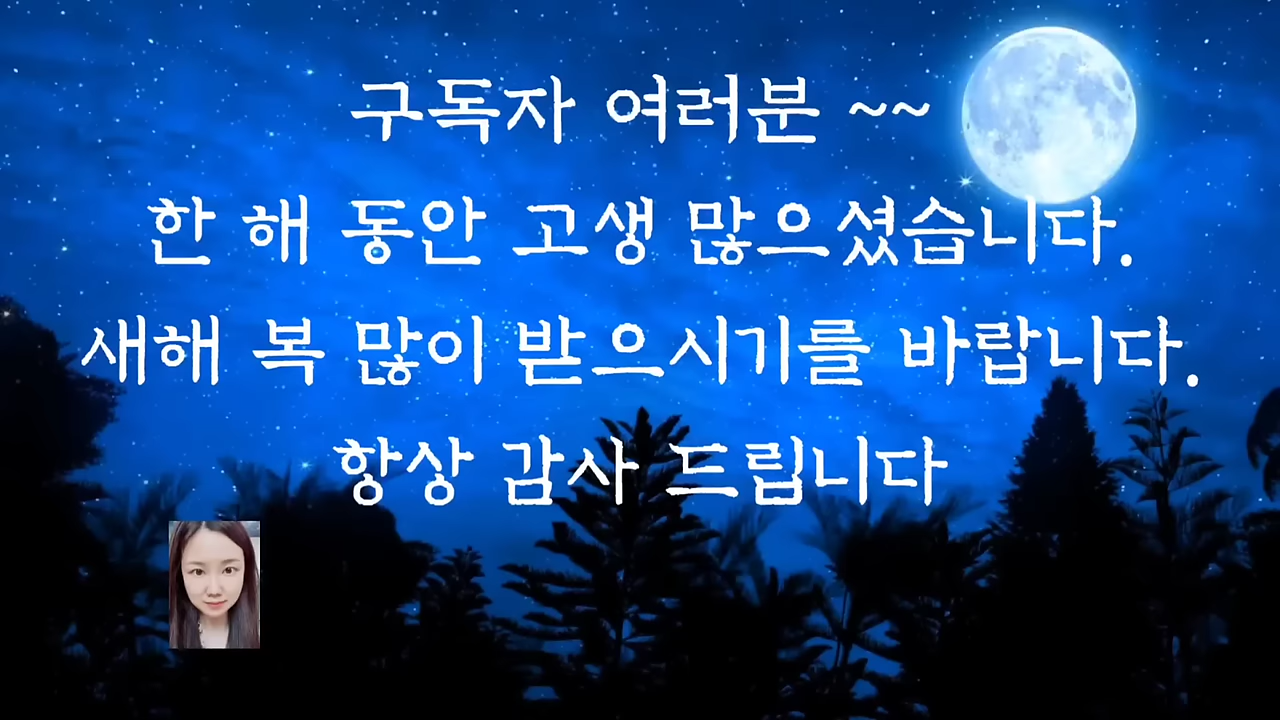 구독자 여러분 ~~
한 해 동안 고생 많으셨습니다.
새해 복 많이 받으시기를 바랍니다.
항상 감사 드립니다